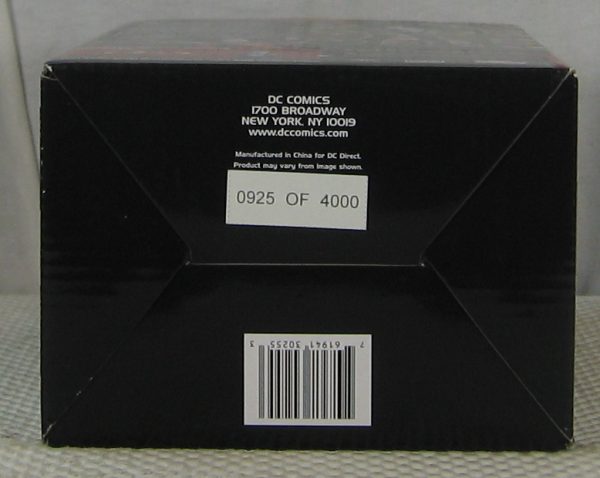 DC COMICS
1700 BROADWAY
NEW YORK, NY 10019
www.dccomics.com
Manufactured in China for DC Direct.
Product may vary from image shown.
0925 OF 4000
7 61941 30255 3